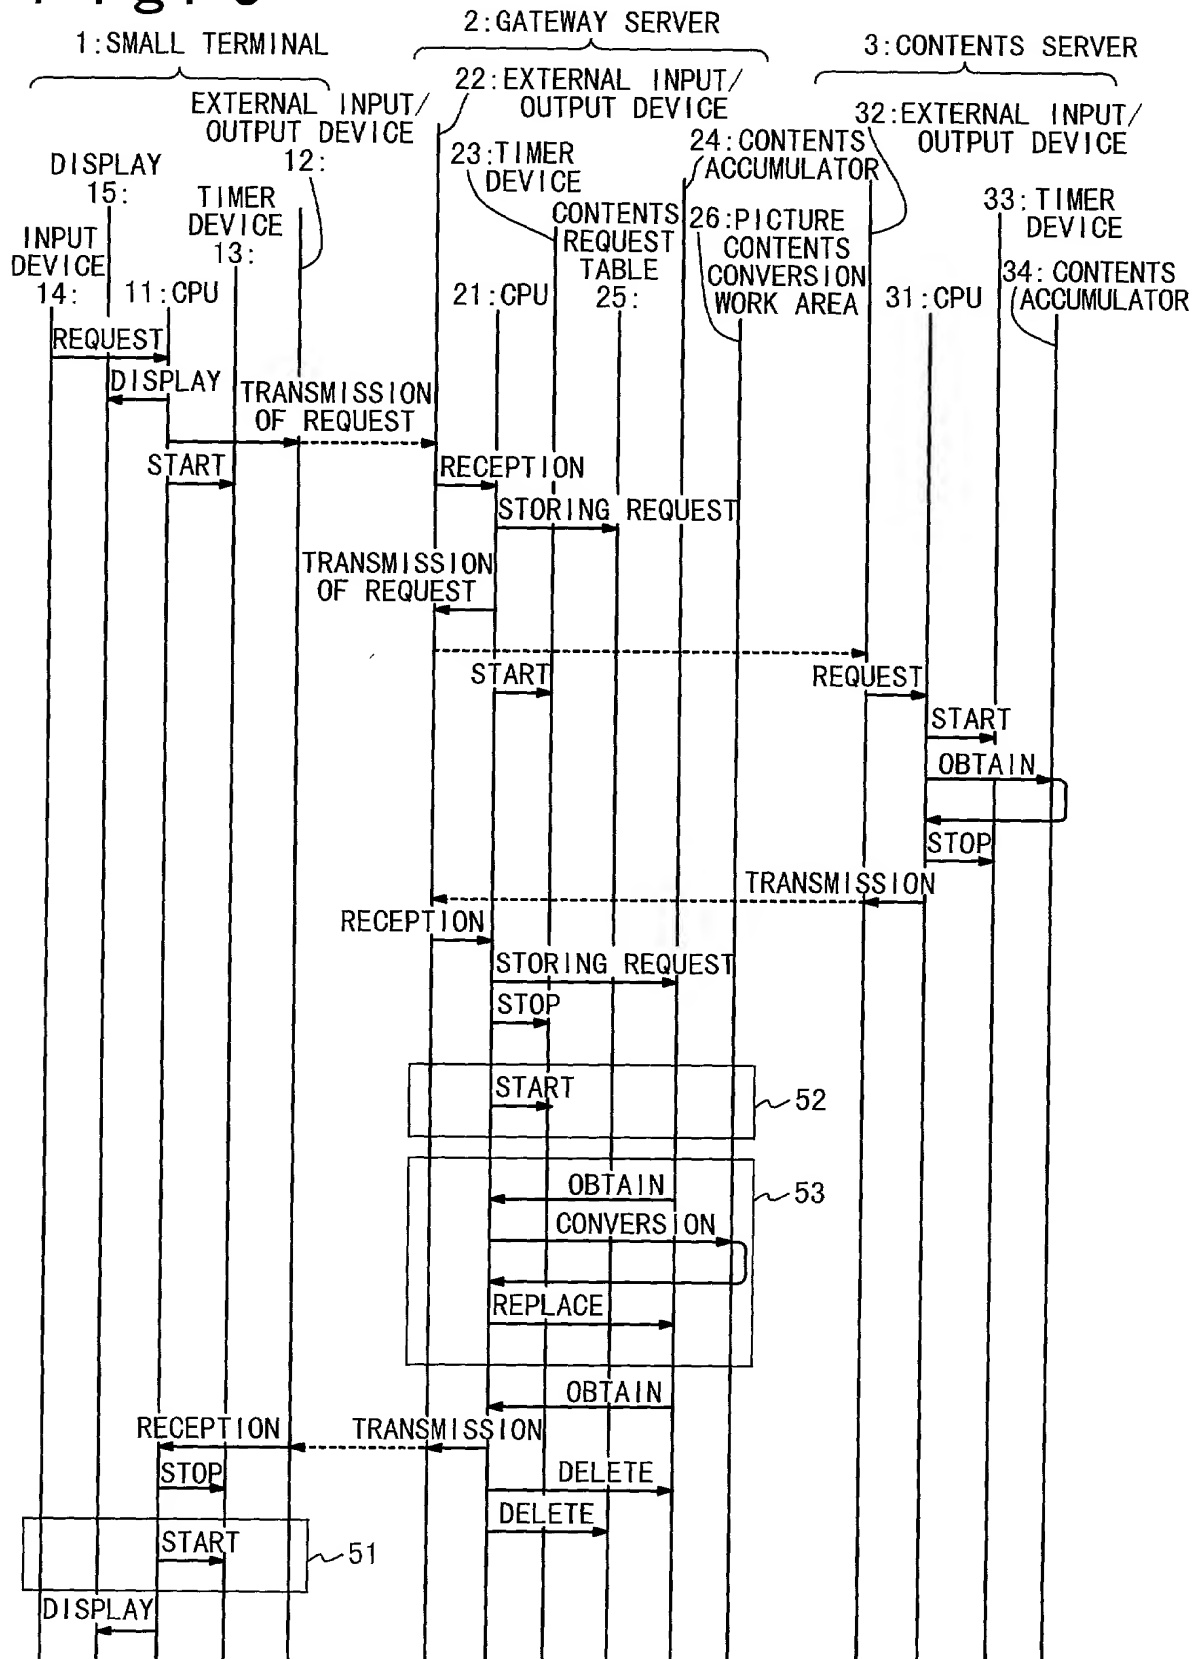 1:SMALL TERMINAL
2:GATEWAY SERVER
3:CONTENTS SERVER
EXTERNAL INPUT/
OUTPUT DEVICE
12:
22:EXTERNAL INPUT/
OUTPUT DEVICE
32:EXTERNAL INPUT/
OUTPUT DEVICE
DISPLAY
15:
TIMER
DEVICE
13:
23:TIMER
DEVICE
24:CONTENTS
ACCUMULATOR
33:TIMER
DEVICE
INPUT
DEVICE
14:
11:CPU
21:CPU
CONTENTS
REQUEST
TABLE
25:
26:PICTURE
CONTENTS
CONVERSION
WORK AREA
31:CPU
34:CONTENTS
ACCUMULATOR
REQUEST
DISPLAY
TRANSMISSION
OF REQUEST
START
RECEPTION
STORING REQUEST
TRANSMISSION
OF REQUEST
START
REQUEST
START
OBTAIN
STOP
TRANSMISSION
RECEPTION
STORING REQUEST
STOP
START
52
OBTAIN
53
CONVERSION
REPLACE
OBTAIN
RECEPTION
TRANSMISSION
STOP
DELETE
DELETE
START
51
DISPLAY